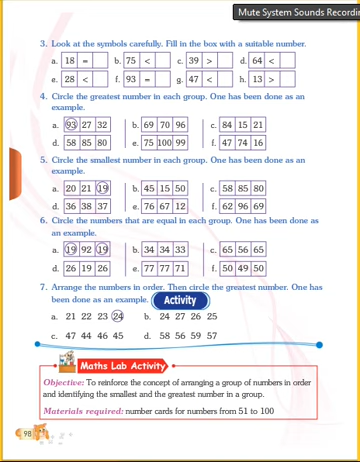 Mute System Sounds Recordi
3. Look at the symbols carefully. Fill in the box with a suitable number.
a. 18 = b. 75 < c. 39 > d. 64 <
e. 28 < f. 93 = g. 47 < h. 13 >
4. Circle the greatest number in each group. One has been done as an
example.
a. 93 27 32 b. 69 70 96 c. 84 15 21
d. 58 85 80 e. 75 100 99 f. 47 74 16
5. Circle the smallest number in each group. One has been done as an
example.
a. 20 21 19 b. 45 15 50 c. 58 85 80
d. 36 38 37 e. 76 67 12 f. 62 96 69
6. Circle the numbers that are equal in each group. One has been done as
an example.
a. 19 92 19 b. 34 34 33 c. 65 56 65
d. 26 19 26 e. 77 77 71 f. 50 49 50
7. Arrange the numbers in order. Then circle the greatest number. One has
been done as an example. Activity
a. 21 22 23 24 b. 24 27 26 25
c. 47 44 46 45 d. 58 56 59 57
Maths Lab Activity
Objective: To reinforce the concept of arranging a group of numbers in order
and identifying the smallest and the greatest number in a group.
Materials required: number cards for numbers from 51 to 100
98